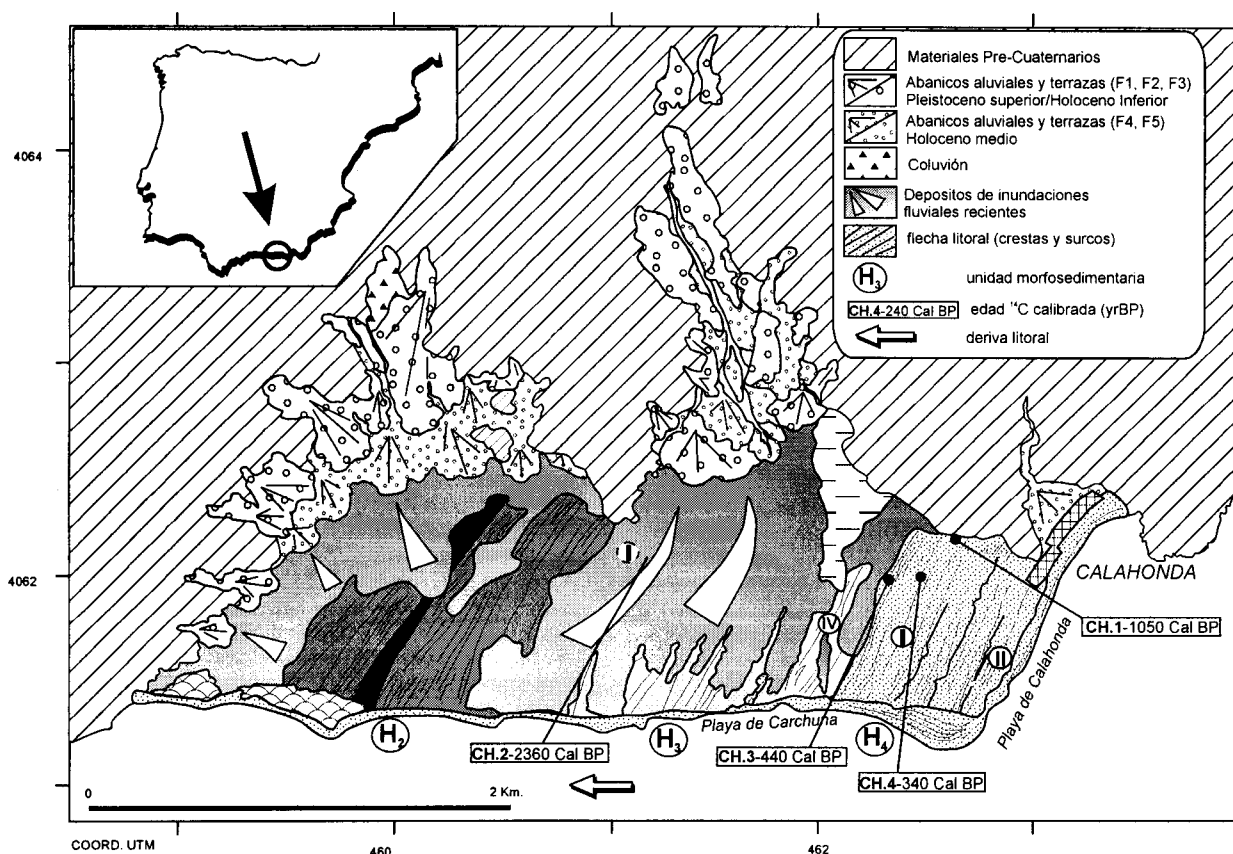 Materiales Pre-Cuaternarios
Abanicos aluviales y terrazas (F1, F2, F3)
Pleistoceno superior/Holoceno Inferior
Abanicos aluviales y terrazas (F4, F5)
Holoceno medio
Coluvión
Depositos de inundaciones
fluviales recientes
flecha litoral (crestas y surcos)
H3 unidad morfosedimentaria
CH.4-240 Cal BP edad 14C calibrada (yrBP)
deriva litoral
4064
4062
CALAHONDA
CH.1-1050 Cal BP
IV
II
Playa de Calahonda
Playa de Carchuna
H2
H3
H4
CH.2-2360 Cal BP
CH.3-440 Cal BP
CH.4-340 Cal BP
0 2 Km.
COORD. UTM
460
462